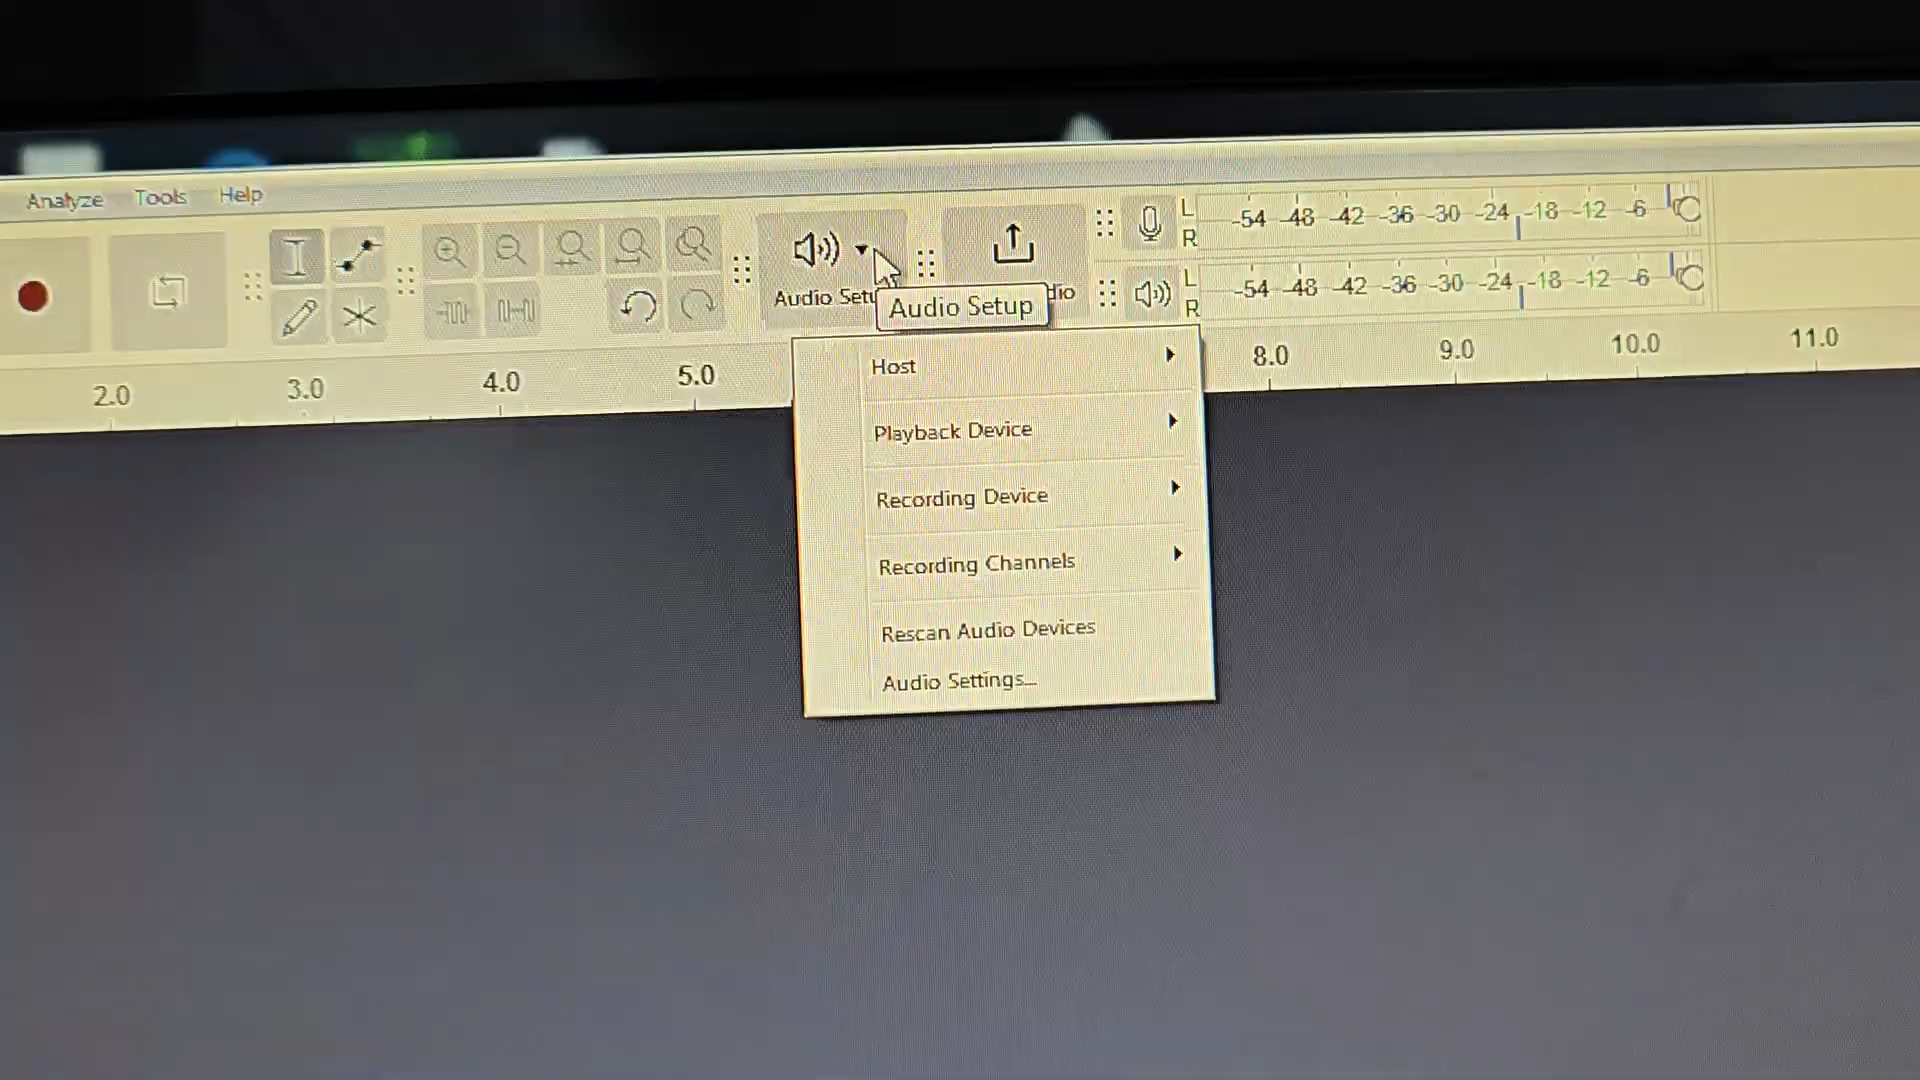 Analyze Tools Help
L -54 -48 -42 -36 -30 -24 -18 -12 -6
R
Audio Setu
Audio Setup
dio
L -54 -48 -42 -36 -30 -24 -18 -12 -6
R
2.0 3.0 4.0 5.0 8.0 9.0 10.0 11.0
Host
Playback Device
Recording Device
Recording Channels
Rescan Audio Devices
Audio Settings...